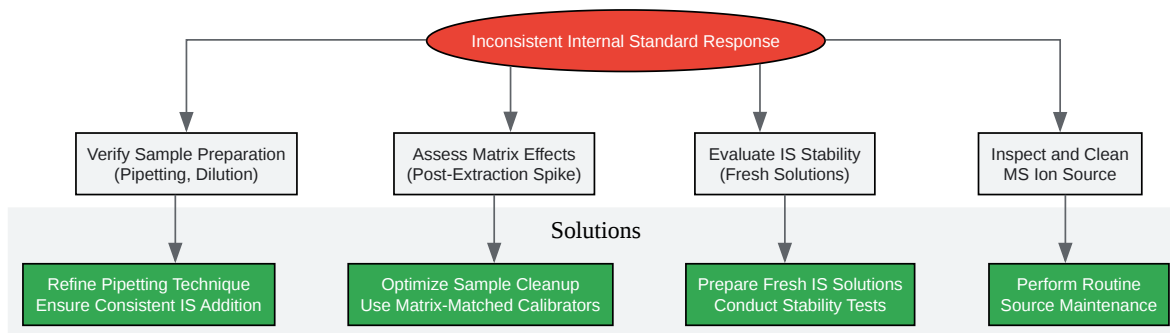 Inconsistent Internal Standard Response
Verify Sample Preparation
(Pipetting, Dilution)
Assess Matrix Effects
(Post-Extraction Spike)
Evaluate IS Stability
(Fresh Solutions)
Inspect and Clean
MS Ion Source
Solutions
Refine Pipetting Technique
Ensure Consistent IS Addition
Optimize Sample Cleanup
Use Matrix-Matched Calibrators
Prepare Fresh IS Solutions
Conduct Stability Tests
Perform Routine
Source Maintenance